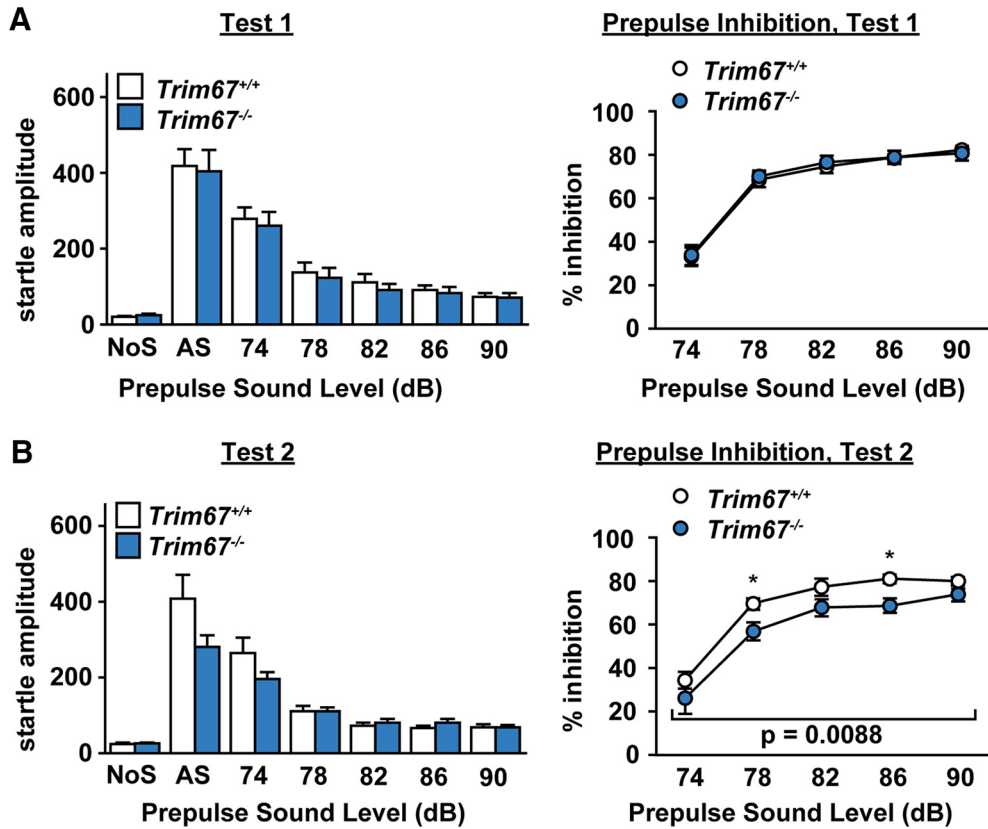 A
Test 1
Prepulse Inhibition, Test 1
Trim67+/+
Trim67-/-
600
400
200
0
startle amplitude
NoS AS 74 78 82 86 90
Prepulse Sound Level (dB)
Trim67+/+
Trim67-/-
100
80
60
40
20
0
% inhibition
74 78 82 86 90
Prepulse Sound Level (dB)
B
Test 2
Prepulse Inhibition, Test 2
Trim67+/+
Trim67-/-
600
400
200
0
startle amplitude
NoS AS 74 78 82 86 90
Prepulse Sound Level (dB)
Trim67+/+
Trim67-/-
100
80
60
40
20
0
% inhibition
* *
p = 0.0088
74 78 82 86 90
Prepulse Sound Level (dB)